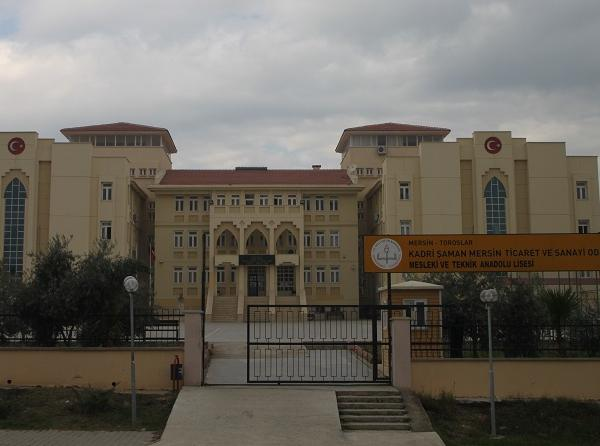 MERSİN - TOROSLAR
KADRİ ŞAMAN MERSİN TİCARET VE SANAYİ OD
MESLEKİ VE TEKNİK ANADOLU LİSESİ